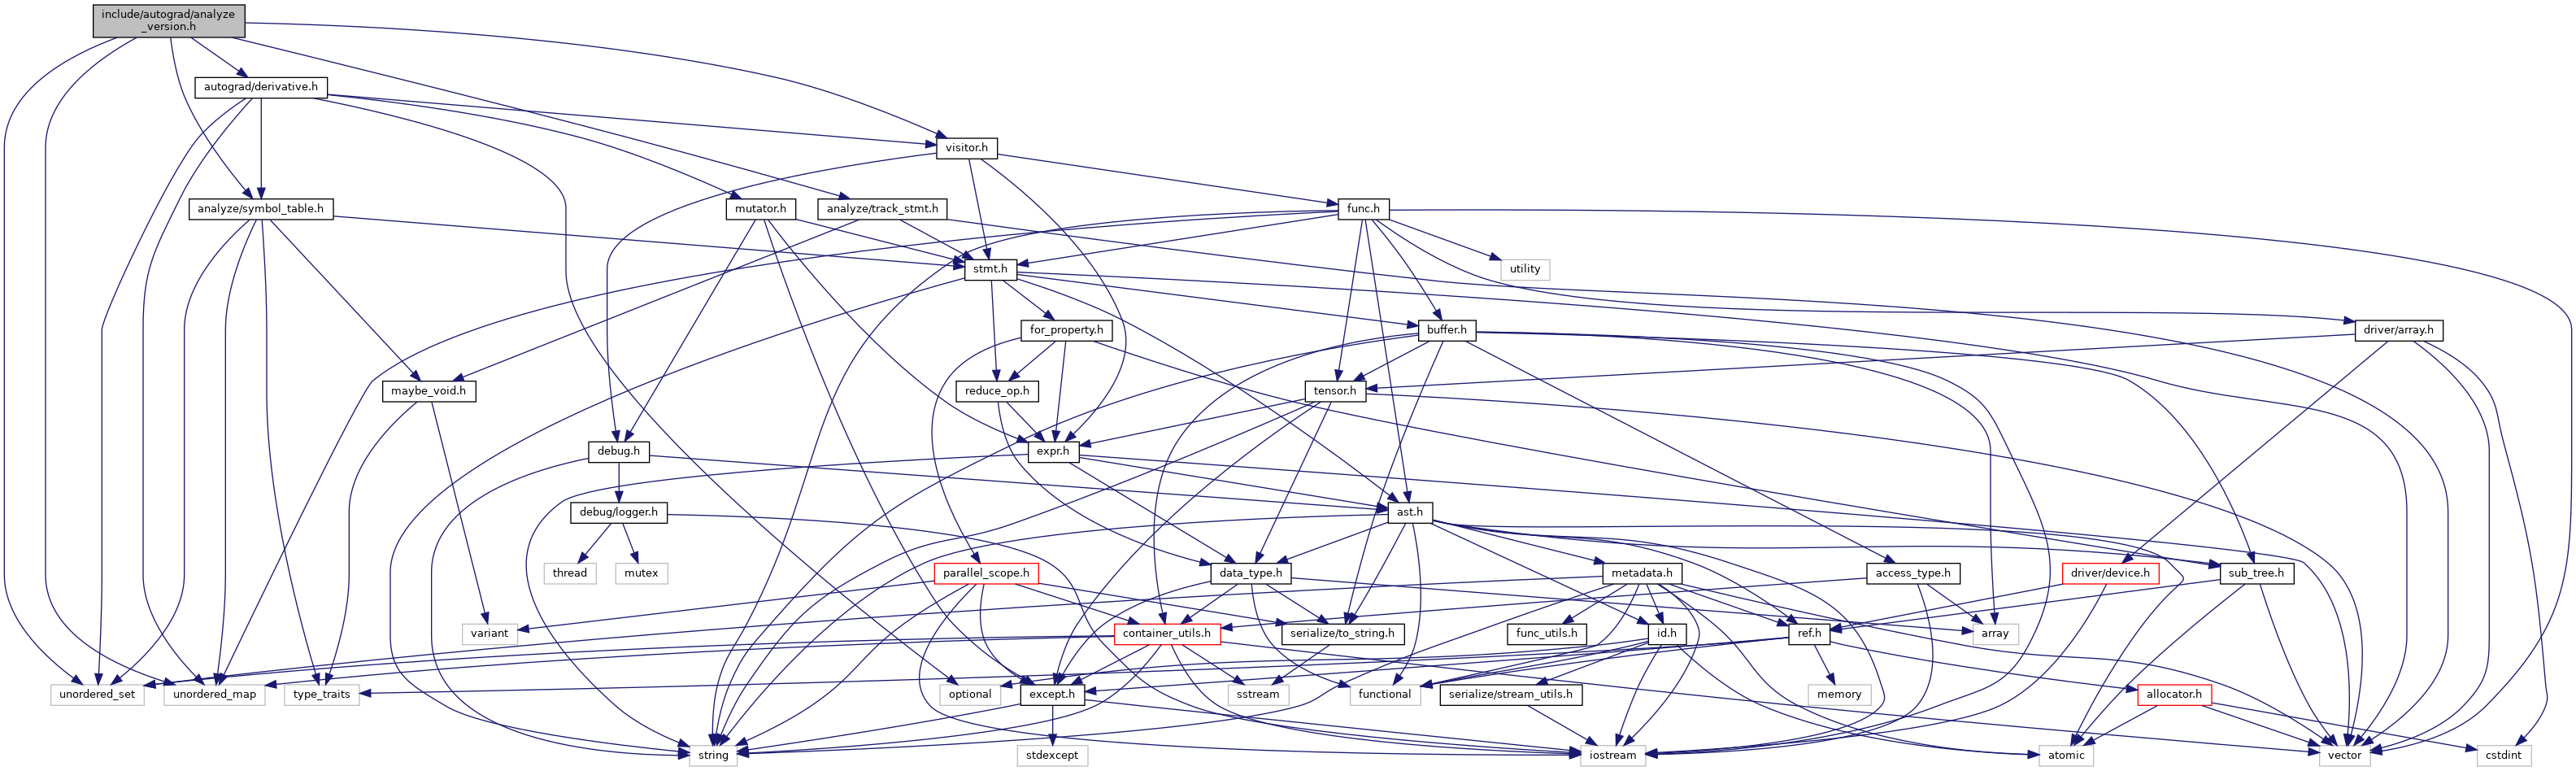 include/autograd/analyze
_version.h
autograd/derivative.h
visitor.h
analyze/symbol_table.h
mutator.h
analyze/track_stmt.h
func.h
stmt.h
utility
for_property.h
buffer.h
driver/array.h
maybe_void.h
reduce_op.h
tensor.h
debug.h
expr.h
debug/logger.h
ast.h
thread
mutex
parallel_scope.h
data_type.h
metadata.h
access_type.h
driver/device.h
sub_tree.h
variant
container_utils.h
serialize/to_string.h
func_utils.h
id.h
ref.h
array
unordered_set
unordered_map
type_traits
optional
except.h
sstream
functional
serialize/stream_utils.h
memory
allocator.h
string
stdexcept
iostream
atomic
vector
cstdint